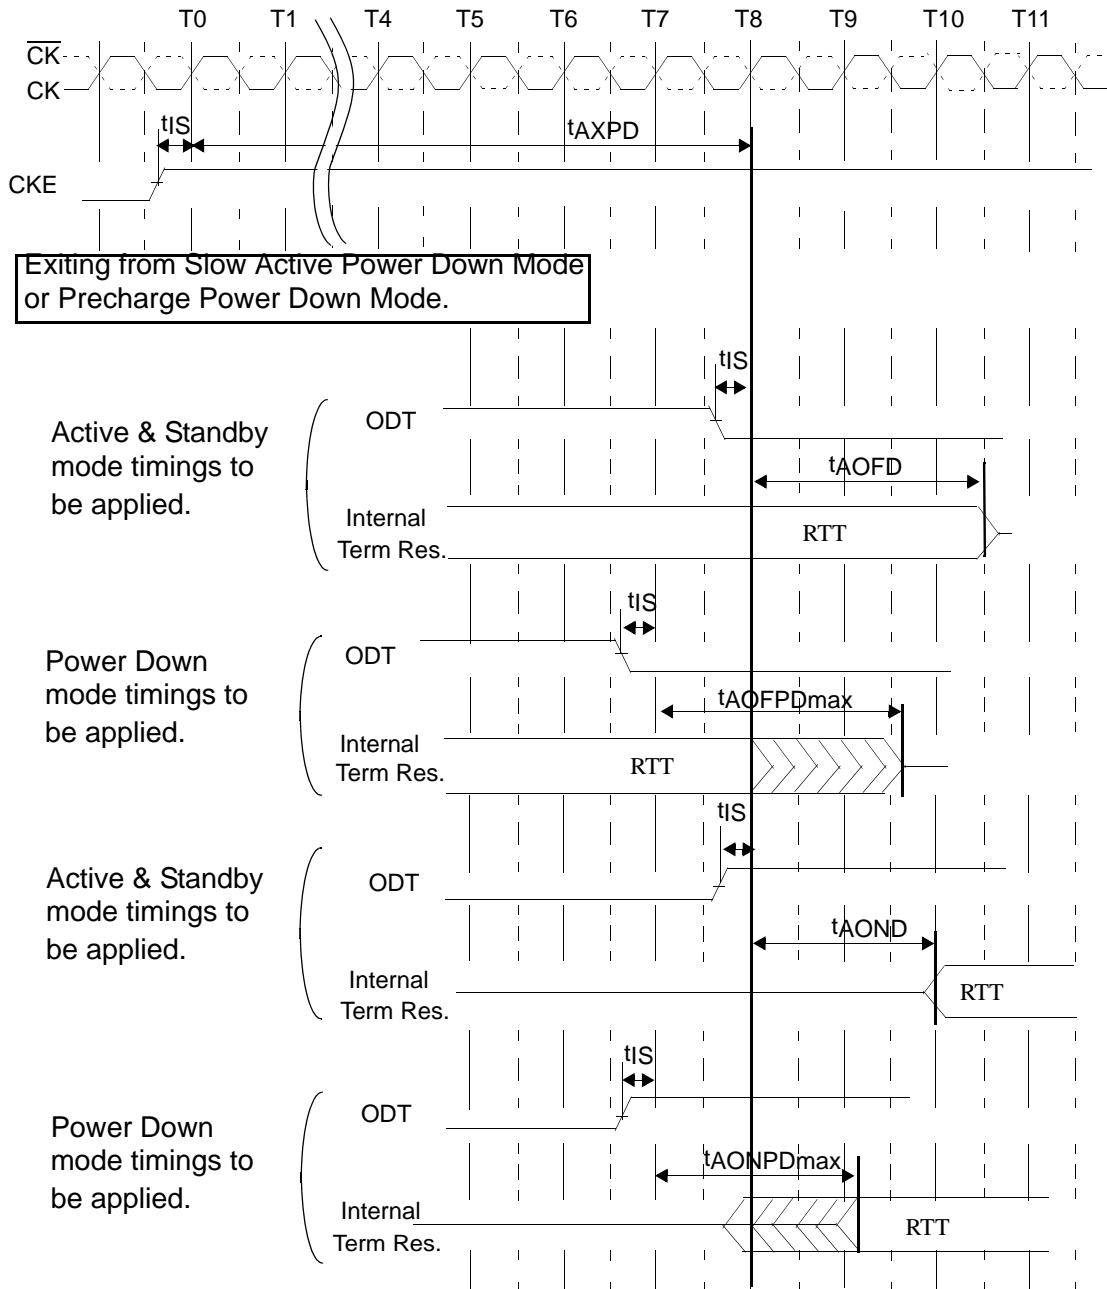 T0 T1 T4 T5 T6 T7 T8 T9 T10 T11
CK
CK
tIS
tAXPD
CKE
Exiting from Slow Active Power Down Mode
or Precharge Power Down Mode.
tIS
Active & Standby
mode timings to
be applied.
ODT
tAOFD
Internal
Term Res.
RTT
tIS
Power Down
mode timings to
be applied.
ODT
tAOFPDmax
Internal
Term Res.
RTT
tIS
Active & Standby
mode timings to
be applied.
ODT
tAOND
Internal
Term Res.
RTT
tIS
Power Down
mode timings to
be applied.
ODT
tAONPDmax
Internal
Term Res.
RTT